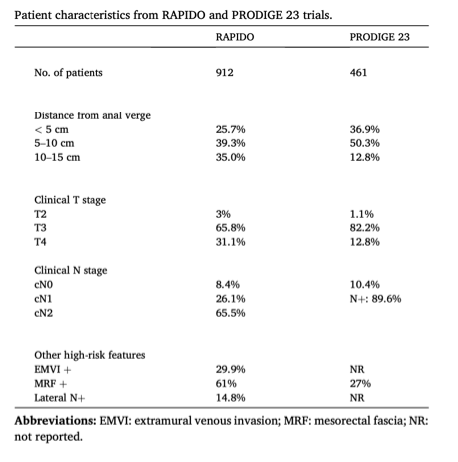 Patient characteristics from RAPIDO and PRODIGE 23 trials.
RAPIDO PRODIGE 23
No. of patients 912 461
Distance from anal verge
< 5 cm 25.7% 36.9%
5–10 cm 39.3% 50.3%
10–15 cm 35.0% 12.8%
Clinical T stage
T2 3% 1.1%
T3 65.8% 82.2%
T4 31.1% 12.8%
Clinical N stage
cN0 8.4% 10.4%
cN1 26.1% N+: 89.6%
cN2 65.5%
Other high-risk features
EMVI + 29.9% NR
MRF + 61% 27%
Lateral N+ 14.8% NR
Abbreviations: EMVI: extramural venous invasion; MRF: mesorectal fascia; NR:
not reported.